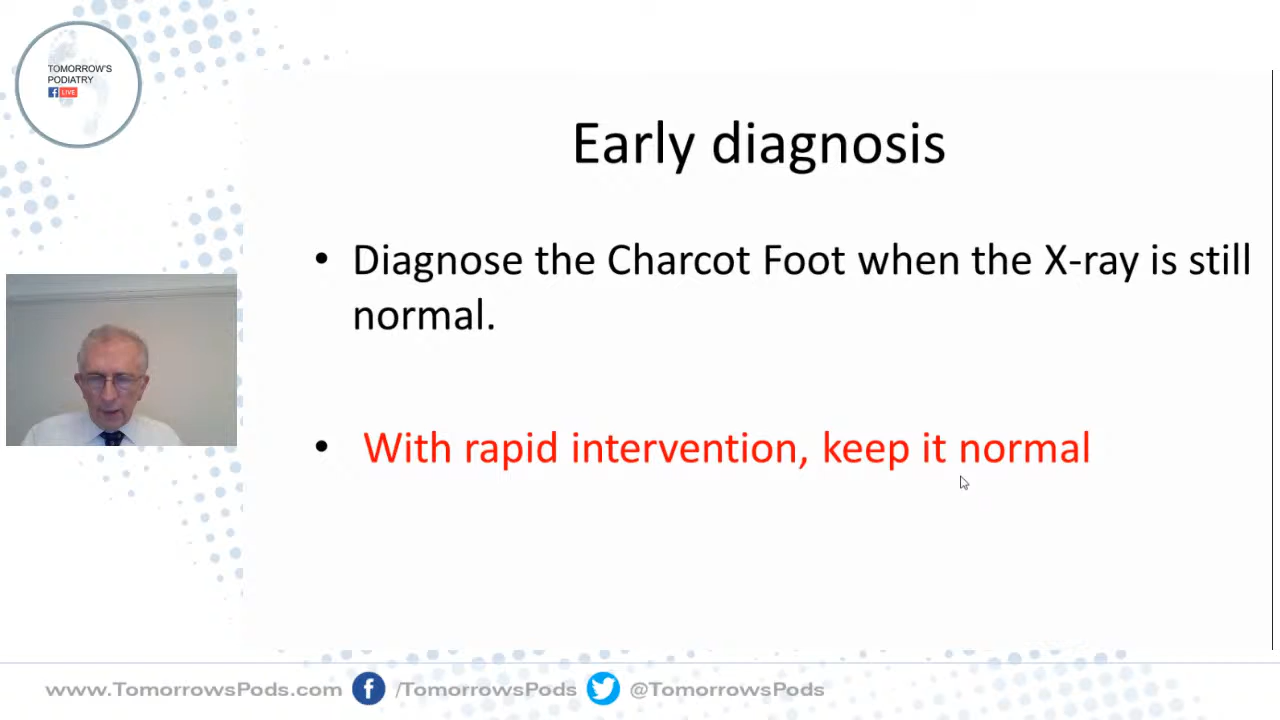 TOMORROW'S
PODIATRY
f LIVE
Early diagnosis
• Diagnose the Charcot Foot when the X-ray is still
normal.
• With rapid intervention, keep it normal
www.TomorrowsPods.com f /TomorrowsPods @TomorrowsPods